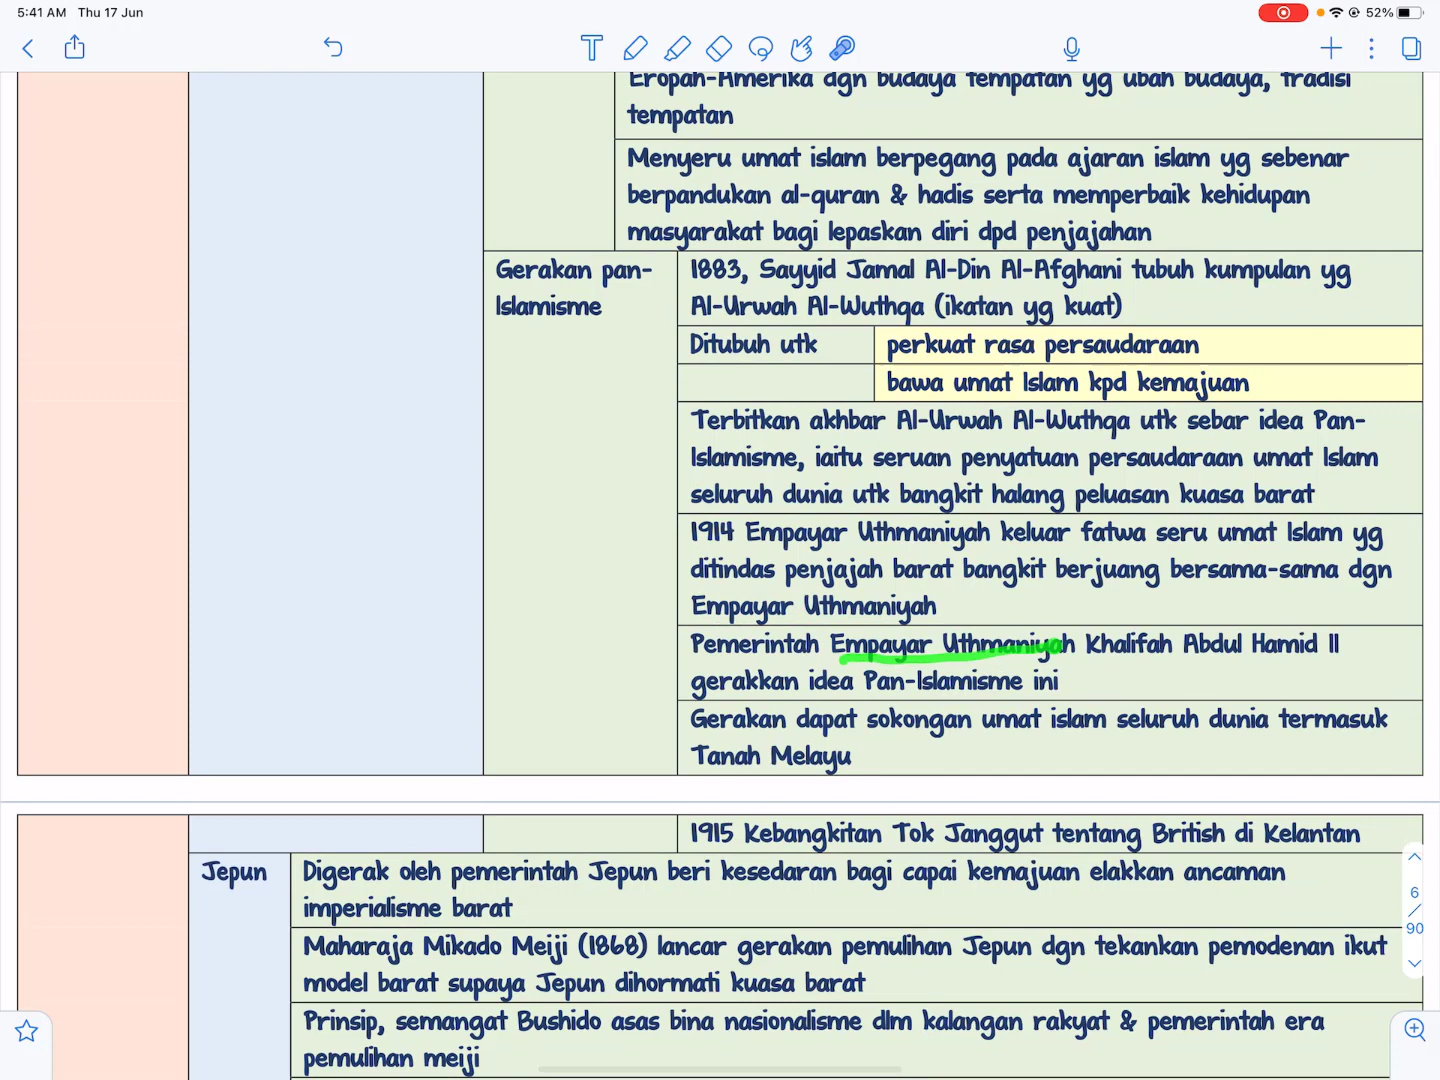 5:41 AM Thu 17 Jun
52%
Eropah-Amerika dgn budaya tempatan yg ubah budaya, tradisi
tempatan
Menyeru umat islam berpegang pada ajaran islam yg sebenar
berpandukan al-quran & hadis serta memperbaik kehidupan
masyarakat bagi lepaskan diri dpd penjajahan
Gerakan pan-
Islamisme
1883, Sayyid Jamal Al-Din Al-Afghani tubuh kumpulan yg
Al-Urwah Al-Wuthqa (ikatan yg kuat)
Ditubuh utk
perkuat rasa persaudaraan
bawa umat Islam kpd kemajuan
Terbitkan akhbar Al-Urwah Al-Wuthqa utk sebar idea Pan-
Islamisme, iaitu seruan penyatuan persaudaraan umat Islam
seluruh dunia utk bangkit halang peluasan kuasa barat
1914 Empayar Uthmaniyah keluar fatwa seru umat Islam yg
ditindas penjajah barat bangkit berjuang bersama-sama dgn
Empayar Uthmaniyah
Pemerintah Empayar Uthmaniyah Khalifah Abdul Hamid II
gerakkan idea Pan-Islamisme ini
Gerakan dapat sokongan umat islam seluruh dunia termasuk
Tanah Melayu
1915 Kebangkitan Tok Janggut tentang British di Kelantan
Jepun
Digerak oleh pemerintah Jepun beri kesedaran bagi capai kemajuan elakkan ancaman
imperialisme barat
Maharaja Mikado Meiji (1868) lancar gerakan pemulihan Jepun dgn tekankan pemodenan ikut
model barat supaya Jepun dihormati kuasa barat
Prinsip, semangat Bushido asas bina nasionalisme dlm kalangan rakyat & pemerintah era
pemulihan meiji
6
/
90